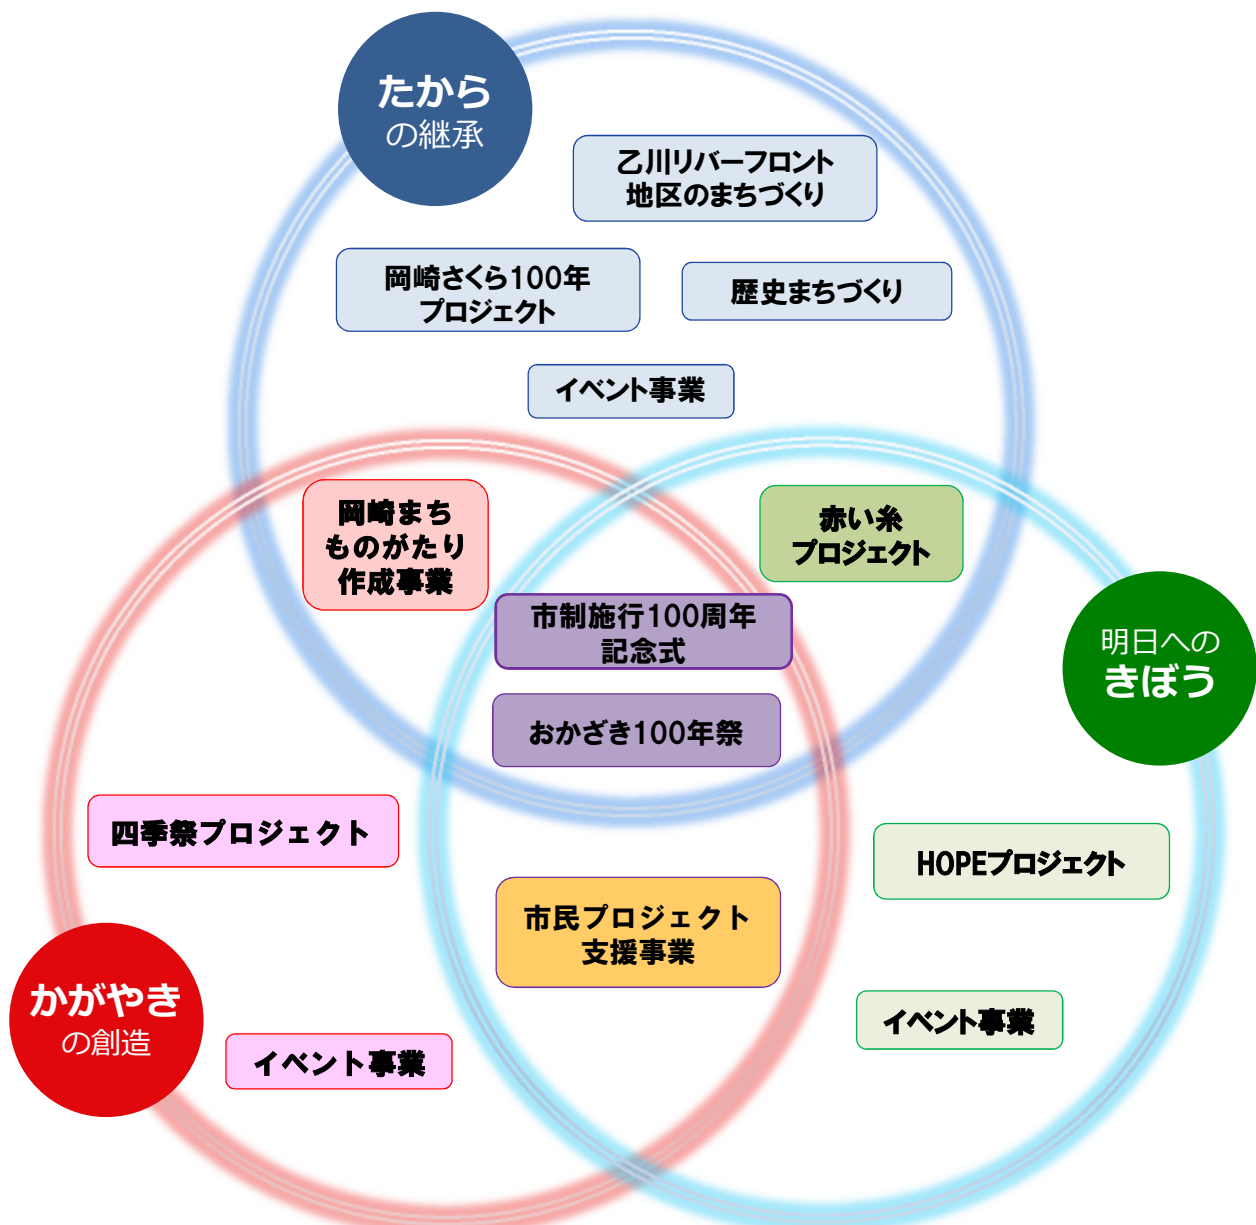 たから
の継承
乙川リバーフロント
地区のまちづくり
岡崎さくら100年
プロジェクト
歴史まちづくり
イベント事業
岡崎まち
ものがたり
作成事業
赤い糸
プロジェクト
市制施行100周年
記念式
おかざき100年祭
明日への
きぼう
四季祭プロジェクト
HOPEプロジェクト
市民プロジェクト
支援事業
かがやき
の創造
イベント事業
イベント事業